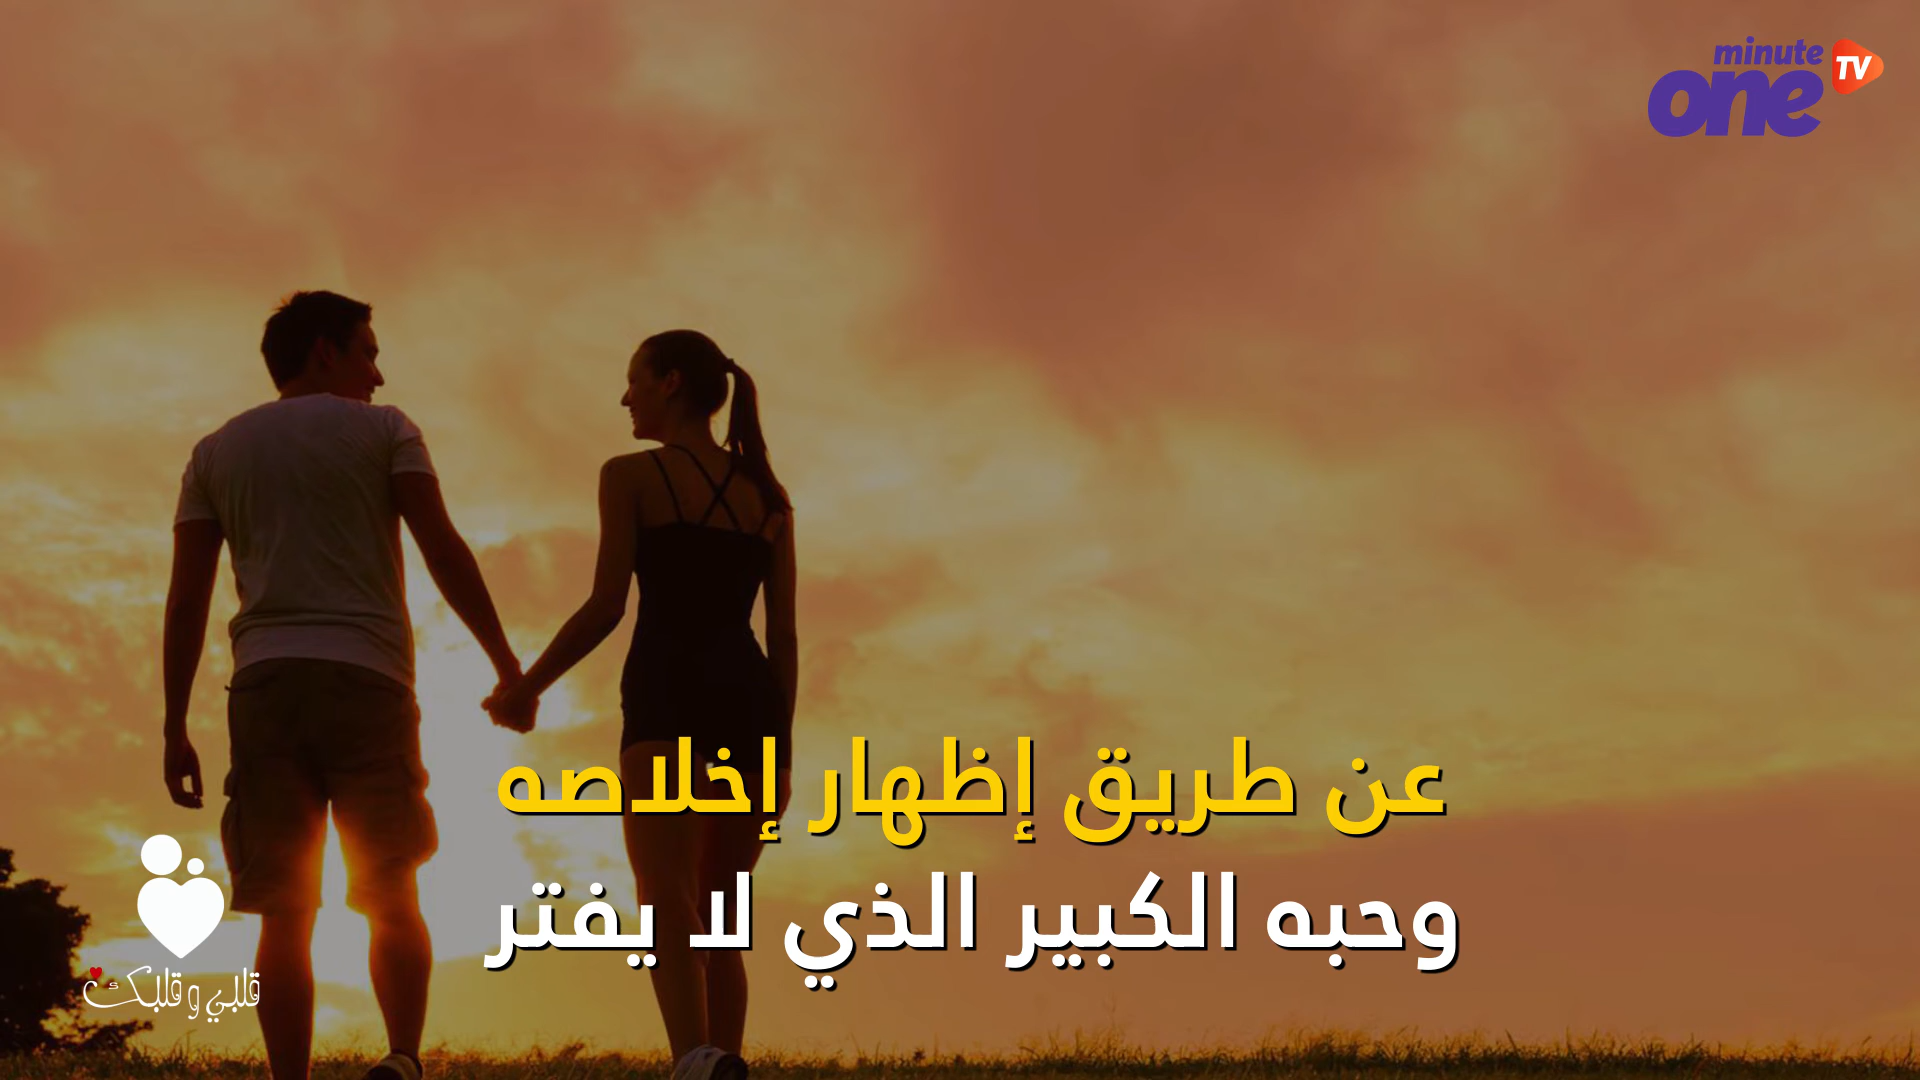 minute
one TV
عن طريق إظهار إخلاصه
وحبه الكبير الذي لا يفتر
قلبي و قلبك